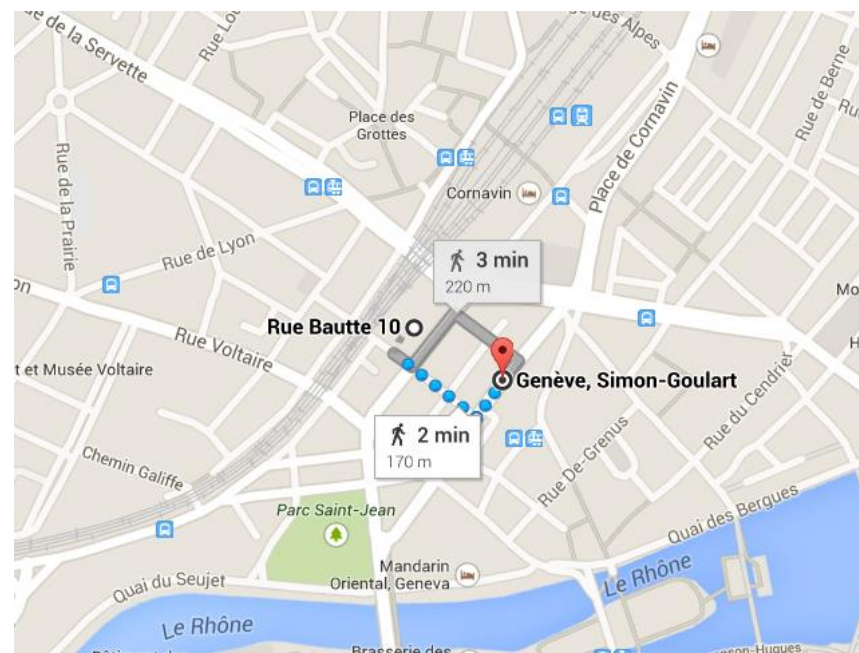 Rue des Alpes
Rue de la Servette
Rue Lou
Rue de Berne
Ru
Place des
Grottes
Place de Cornavin
Rue de la Prairie
Cornavin
Rue de Lyon
3 min
220 m
on
Mo
Rue Bautte 10
Rue Voltaire
H
t et Musée Voltaire
Genève, Simon-Goulart
Rue du Cendrier
2 min
170 m
Rue De-Grenus
Chemin Galiffe
Parc Saint-Jean
Quai des Bergues
Mandarin
Oriental, Geneva
Quai du Seujet
Le Rhône
Le Rhône
Brasserie des